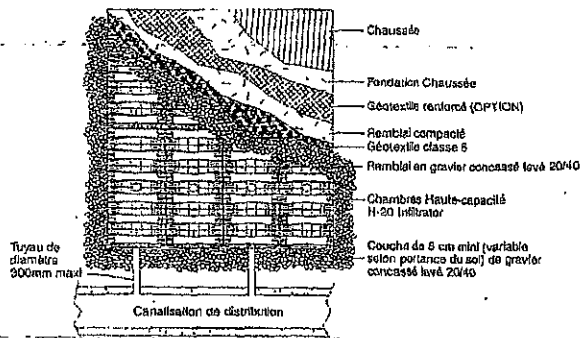 Chaussée
Fondation Chaussée
Géotextile renforcé (OPTION)
Remblai compacté
Géotextile classe 6
Remblai en gravier concassé lavé 20/40
Chambres Haute-capacité
H-20 Infiltrator
Tuyau de
diamètre
300mm maxi
Couche de 5 cm mini (variable
selon portance du sol) de gravier
concassé lavé 20/40
Canalisation de distribution